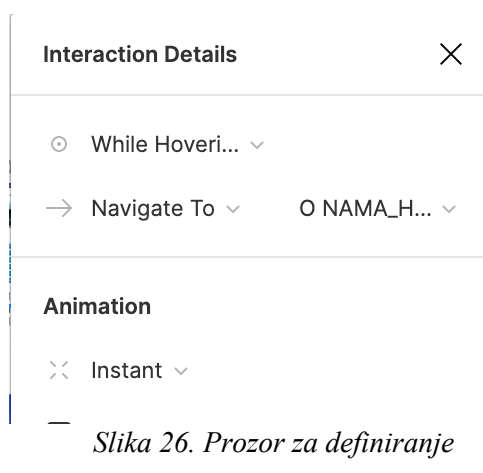 Interaction Details
While Hoveri...
Navigate To O NAMA_H...
Animation
Instant
Slika 26. Prozor za definiranje